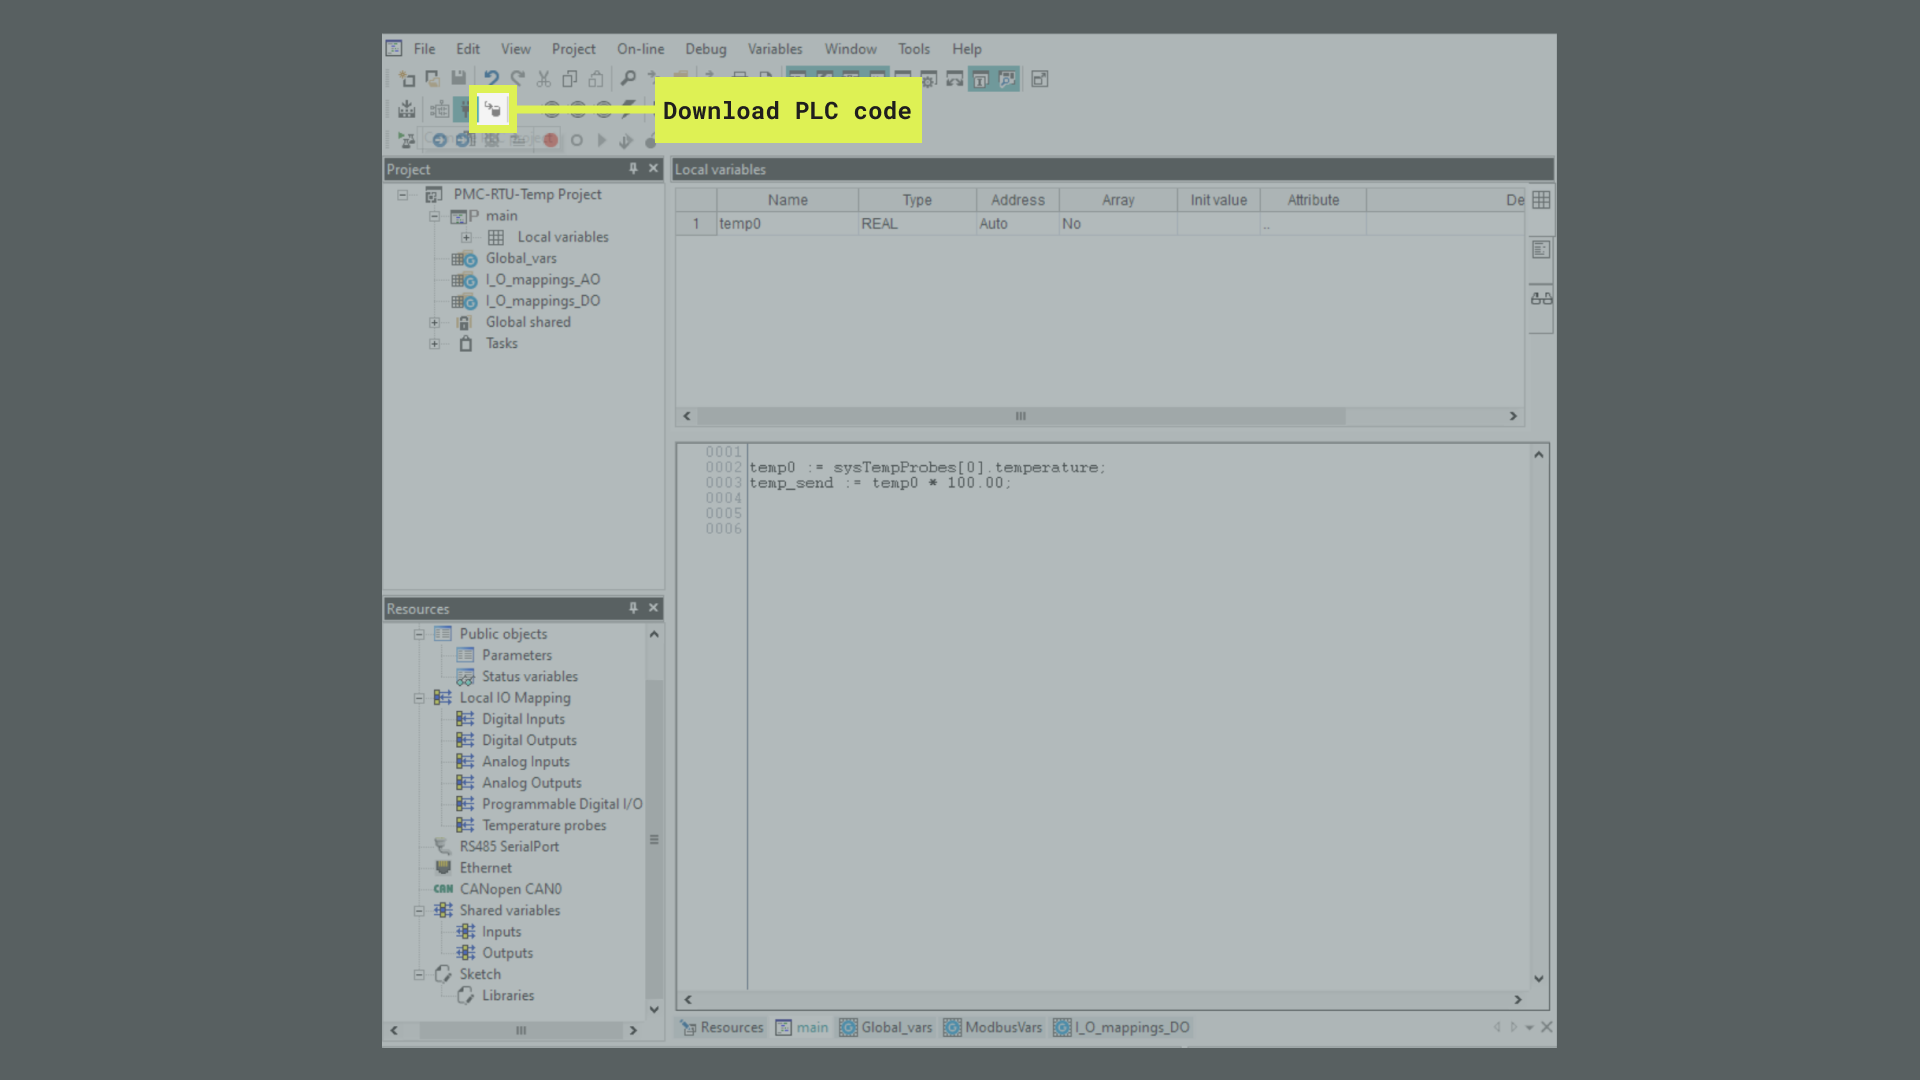 File Edit View Project On-line Debug Variables Window Tools Help
Download PLC code
Project
PMC-RTU-Temp Project
P main
Local variables
Global_vars
I_O_mappings_AO
I_O_mappings_DO
Global shared
Tasks
Local variables
Name Type Address Array Init value Attribute De
1 temp0 REAL Auto No ..
0001
0002 temp0 := sysTempProbes[0].temperature;
0003 temp_send := temp0 * 100.00;
0004
0005
0006
Resources
Public objects
Parameters
Status variables
Local IO Mapping
Digital Inputs
Digital Outputs
Analog Inputs
Analog Outputs
Programmable Digital I/O
Temperature probes
RS485 SerialPort
Ethernet
CAN CANopen CAN0
Shared variables
Inputs
Outputs
Sketch
Libraries
Resources main Global_vars ModbusVars I_O_mappings_DO